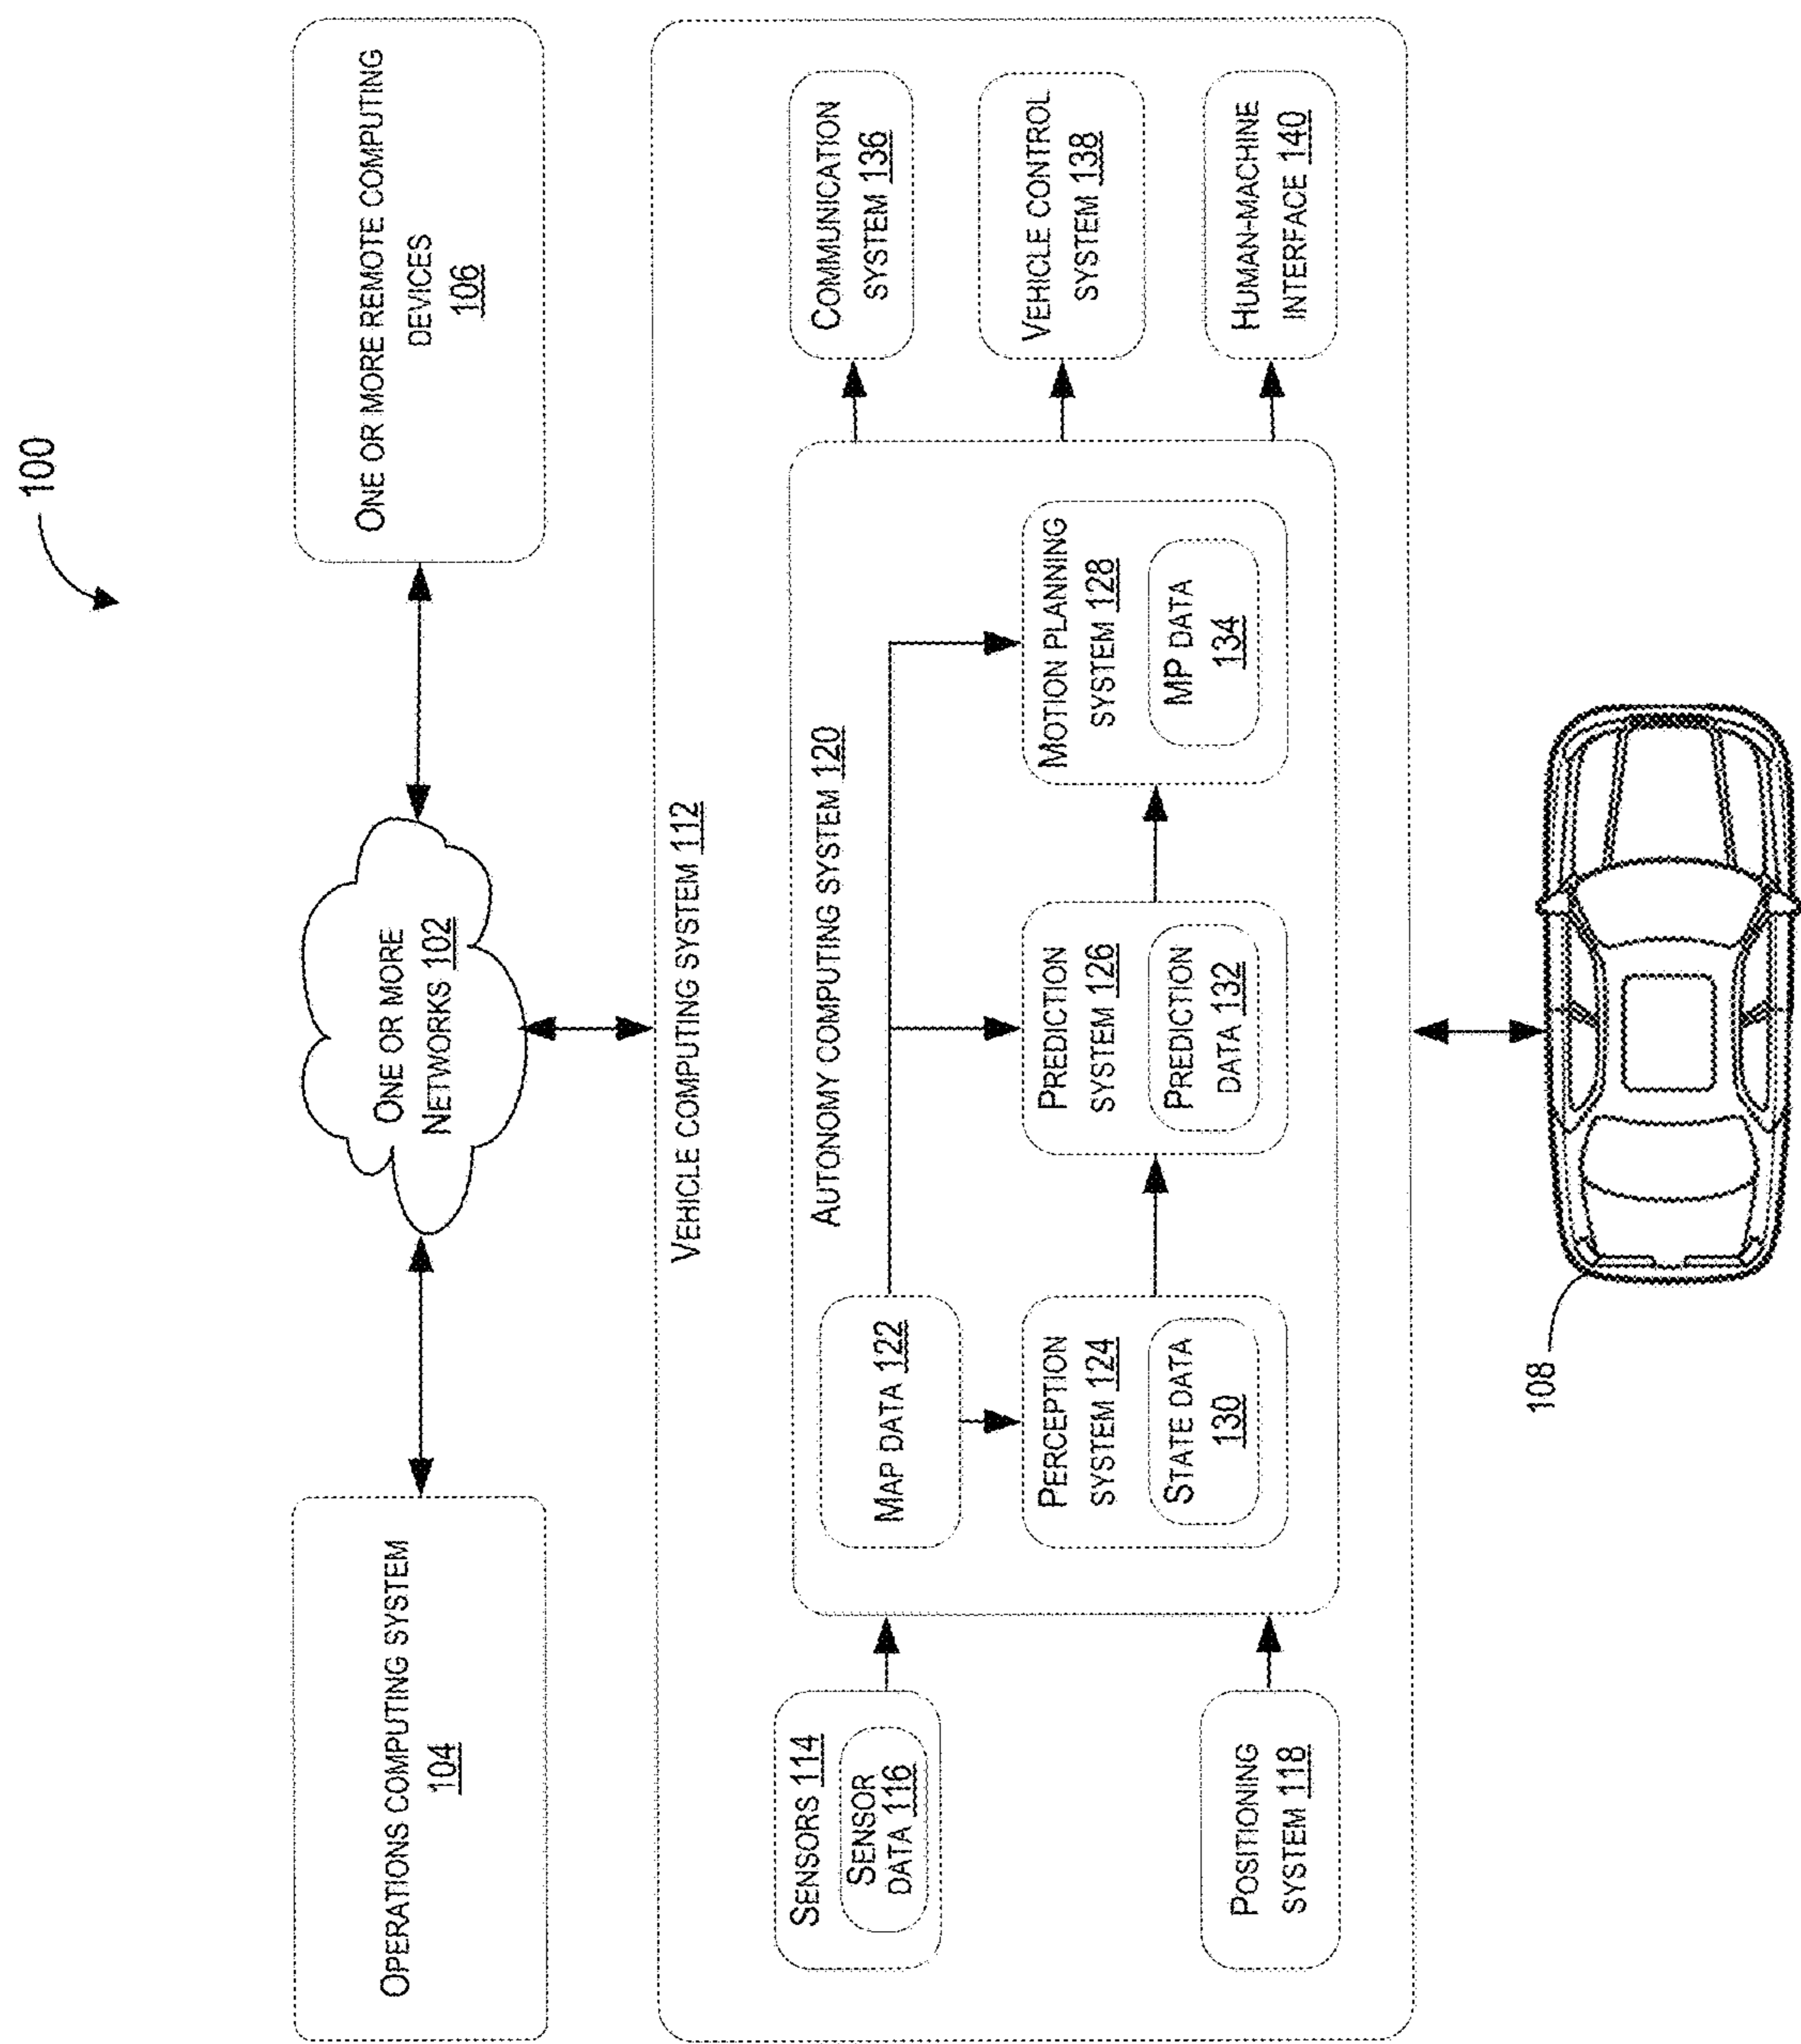 100
OPERATIONS COMPUTING SYSTEM
104
ONE OR MORE
NETWORKS 102
ONE OR MORE REMOTE COMPUTING
DEVICES
106
VEHICLE COMPUTING SYSTEM 112
SENSORS 114
SENSOR
DATA 116
POSITIONING
SYSTEM 118
AUTONOMY COMPUTING SYSTEM 120
MAP DATA 122
PERCEPTION
SYSTEM 124
STATE DATA
130
PREDICTION
SYSTEM 126
PREDICTION
DATA 132
MOTION PLANNING
SYSTEM 128
MP DATA
134
COMMUNICATION
SYSTEM 136
VEHICLE CONTROL
SYSTEM 138
HUMAN-MACHINE
INTERFACE 140
108